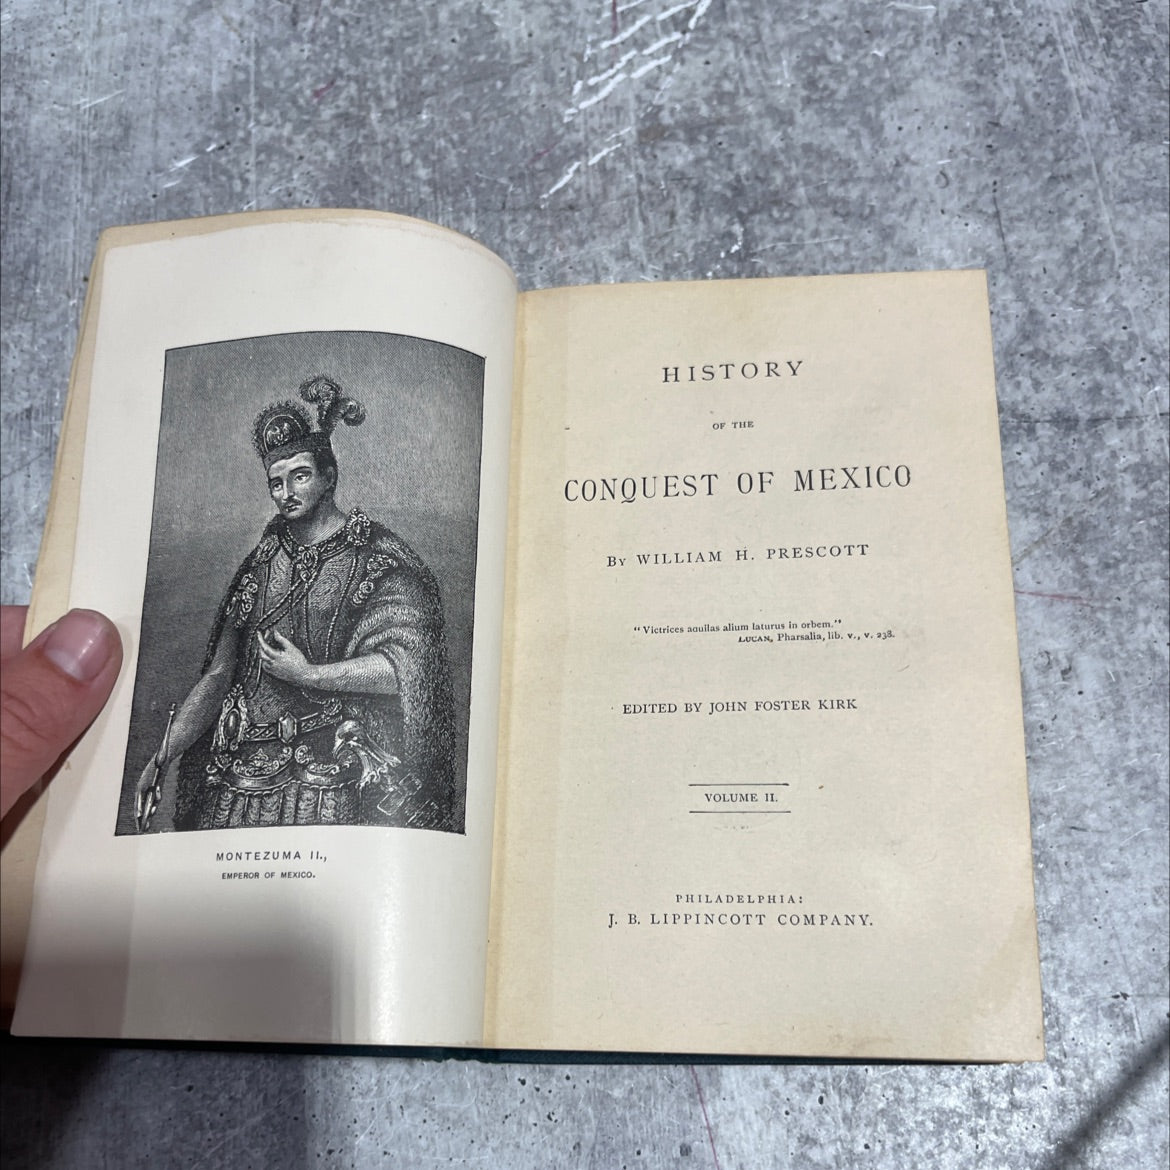 MONTEZUMA II.,
EMPEROR OF MEXICO.
HISTORY
OF THE
CONQUEST OF MEXICO
By WILLIAM H. PRESCOTT
“Victrices aquilas alium laturus in orbem.”
LUCAN, Pharsalia, lib. v., v. 238.
EDITED BY JOHN FOSTER KIRK
VOLUME II.
PHILADELPHIA:
J. B. LIPPINCOTT COMPANY.